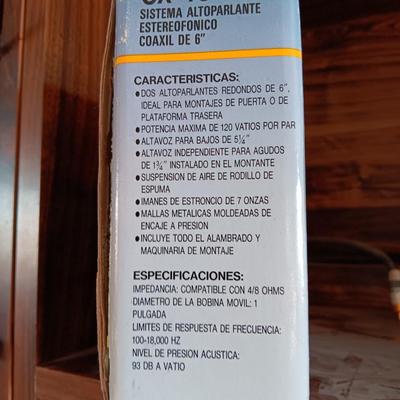 SISTEMA ALTOPARLANTE
ESTEREOFONICO
COAXIL DE 6"
CARACTERISTICAS:
●DOS ALTOPARLANTES REDONDOS DE 6",
IDEAL PARA MONTAJES DE PUERTA O DE
PLATAFORMA TRASERA
●POTENCIA MAXIMA DE 120 VATIOS POR PAR
●ALTAVOZ PARA BAJOS DE 5¼"
●ALTAVOZ INDEPENDIENTE PARA AGUDOS
DE 1¾" INSTALADO EN EL MONTANTE
●SUSPENSION DE AIRE DE RODILLO DE
ESPUMA
●IMANES DE ESTRONCIO DE 7 ONZAS
●MALLAS METALICAS MOLDEADAS DE
ENCAJE A PRESION
●INCLUYE TODO EL ALAMBRADO Y
MAQUINARIA DE MONTAJE
ESPECIFICACIONES:
IMPEDANCIA: COMPATIBLE CON 4/8 OHMS
DIAMETRO DE LA BOBINA MOVIL: 1
PULGADA
LIMITES DE RESPUESTA DE FRECUENCIA:
100-18,000 HZ
NIVEL DE PRESION ACUSTICA:
93 DB A VATIO